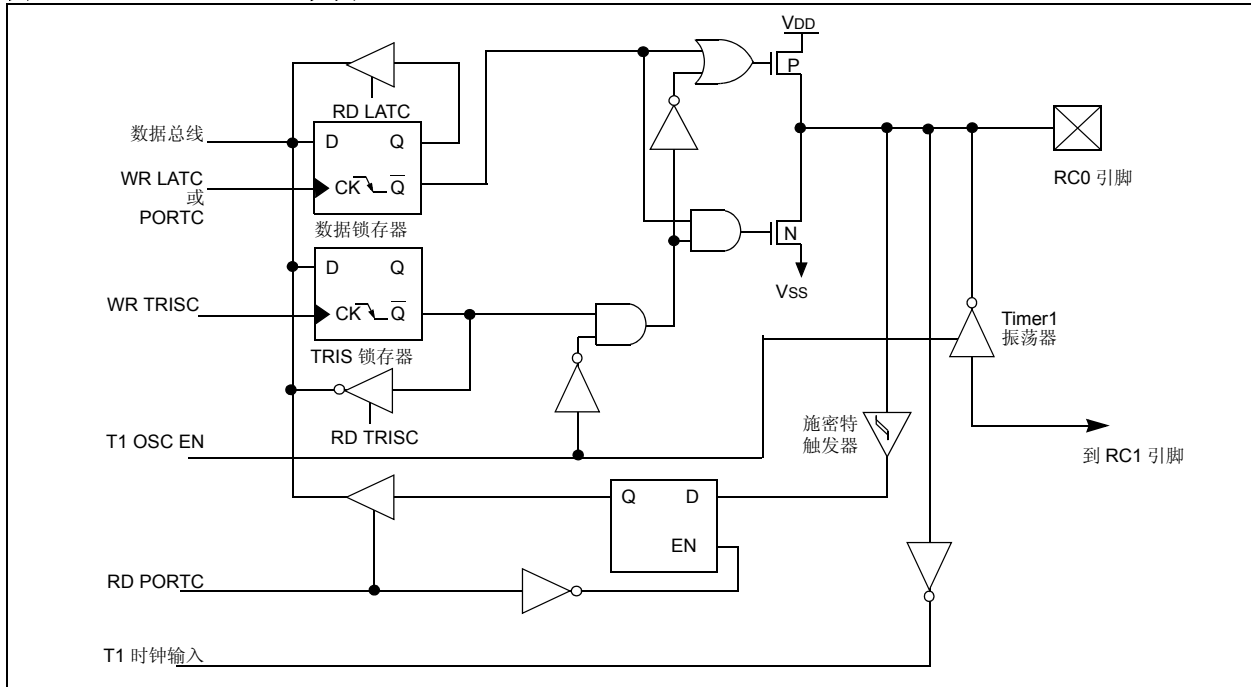 VDD
P
RD LATC
数据总线
D Q
WR LATC
或
PORTC
CK Q
数据锁存器
RC0 引脚
N
VSS
D Q
WR TRISC
CK Q
TRIS 锁存器
Timer1
振荡器
RD TRISC
施密特
触发器
T1 OSC EN
到 RC1 引脚
Q D
EN
RD PORTC
T1 时钟输入